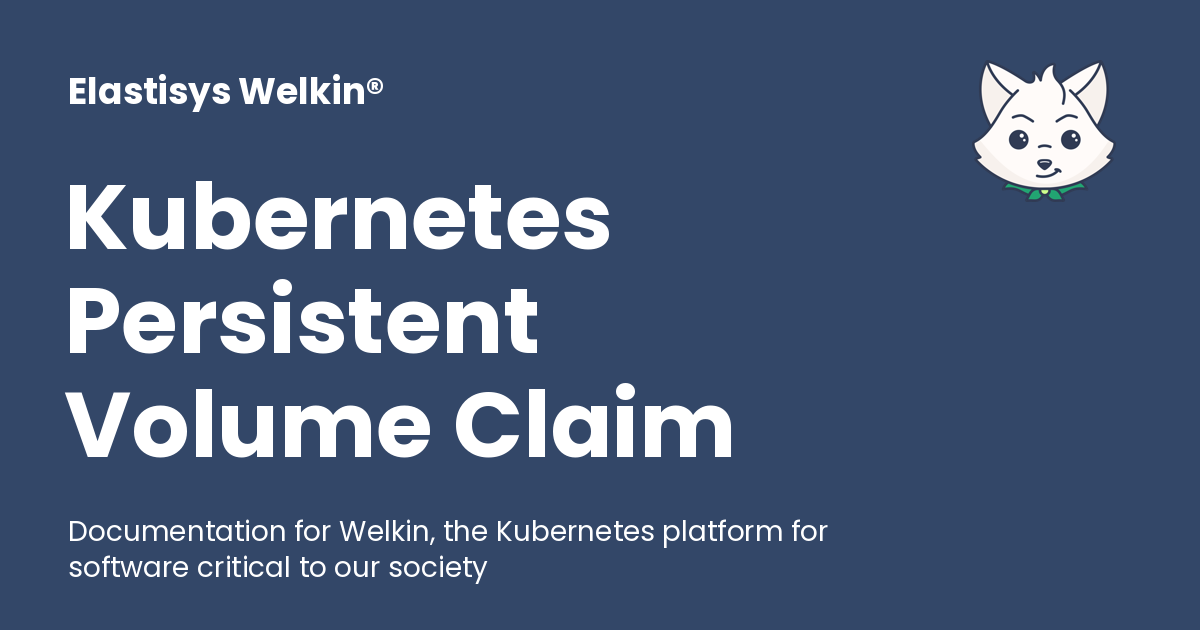 Elastisys Welkin®
Kubernetes
Persistent
Volume Claim
Documentation for Welkin, the Kubernetes platform for
software critical to our society